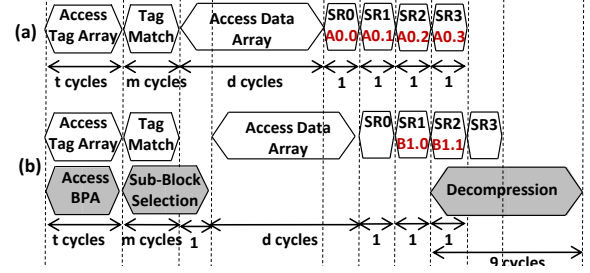 (a)
Access
Tag Array
Tag
Match
Access Data
Array
SR0
A0.0
SR1
A0.1
SR2
A0.2
SR3
A0.3
t cycles
m cycles
d cycles
1
1
1
1
(b)
Access
Tag Array
Tag
Match
Access Data
Array
SR0
SR1
B1.0
SR2
B1.1
SR3
Access
BPA
Sub-Block
Selection
Decompression
t cycles
m cycles
1
d cycles
1
1
1
9 cycles